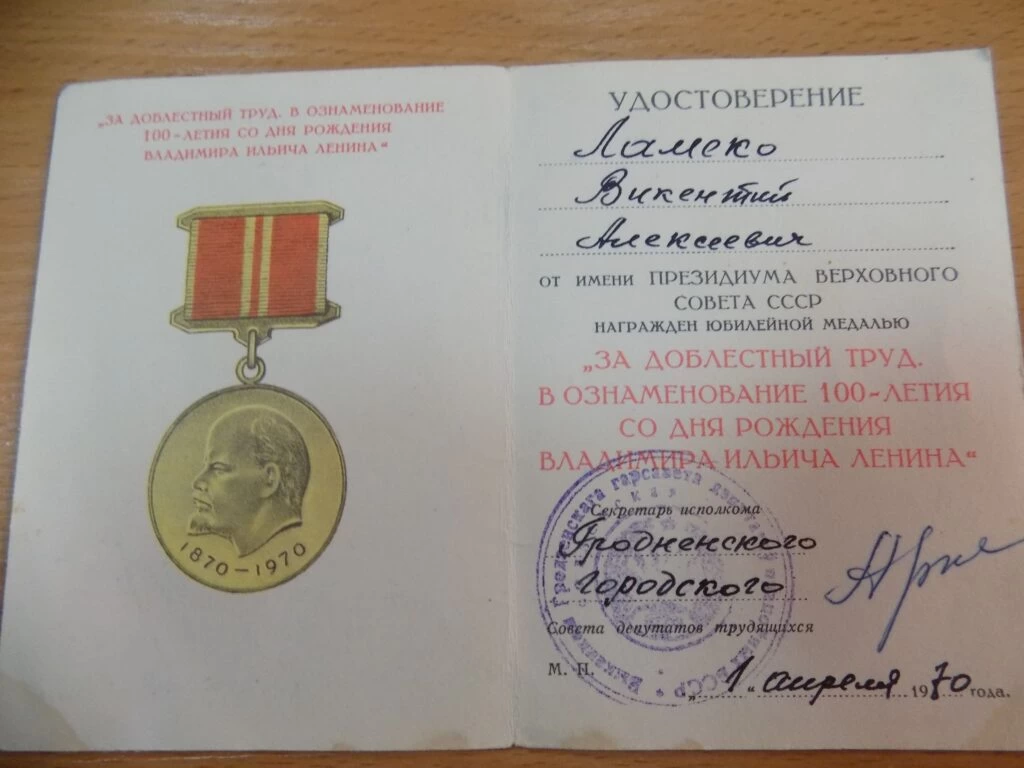 „ЗА ДОБЛЕСТНЫЙ ТРУД. В ОЗНАМЕНОВАНИЕ
100-ЛЕТИЯ СО ДНЯ РОЖДЕНИЯ
ВЛАДИМИРА ИЛЬИЧА ЛЕНИНА“
1870–1970
УДОСТОВЕРЕНИЕ
Ламеко
Викентий
Алексеевич
ОТ ИМЕНИ ПРЕЗИДИУМА ВЕРХОВНОГО
СОВЕТА СССР
НАГРАЖДЕН ЮБИЛЕЙНОЙ МЕДАЛЬЮ
„ЗА ДОБЛЕСТНЫЙ ТРУД.
В ОЗНАМЕНОВАНИЕ 100-ЛЕТИЯ
СО ДНЯ РОЖДЕНИЯ
ВЛАДИМИРА ИЛЬИЧА ЛЕНИНА“
Секретарь исполкома
Гродненского
городского
Совета депутатов трудящихся
М. П.
„1“ апреля 1970 года.